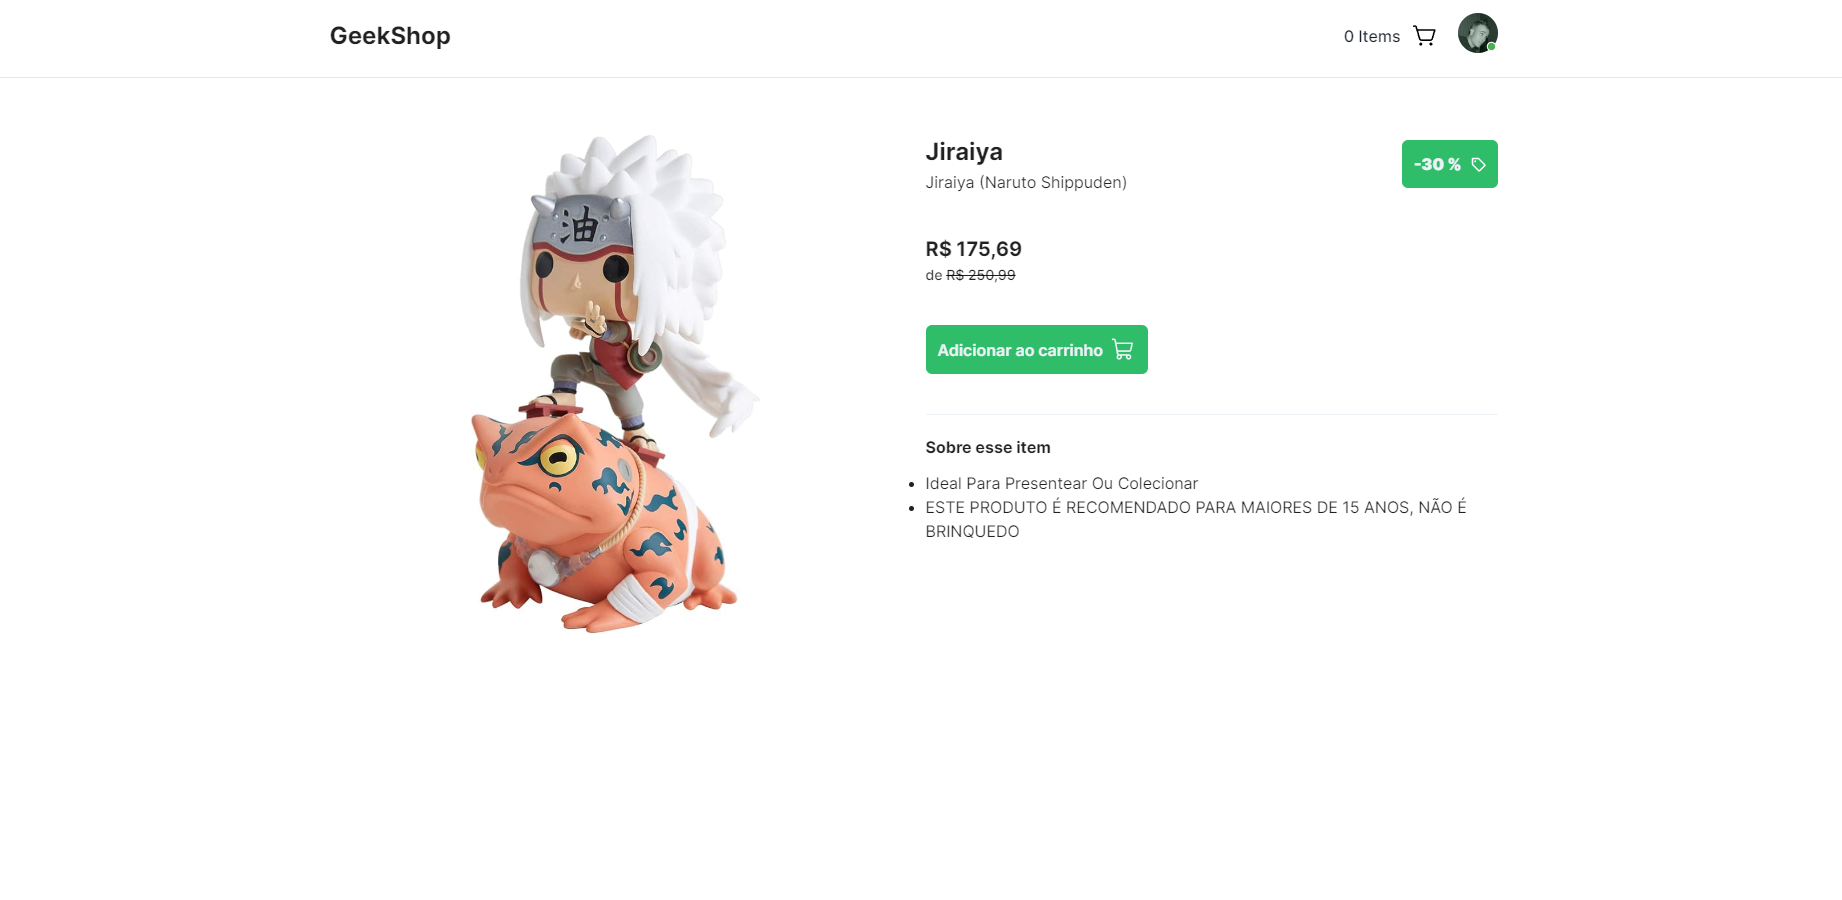 GeekShop
0 Items
Jiraiya
-30 %
Jiraiya (Naruto Shippuden)
油
R$ 175,69
de R$ 250,99
Adicionar ao carrinho
Sobre esse item
Ideal Para Presentear Ou Colecionar
ESTE PRODUTO É RECOMENDADO PARA MAIORES DE 15 ANOS, NÃO É
BRINQUEDO